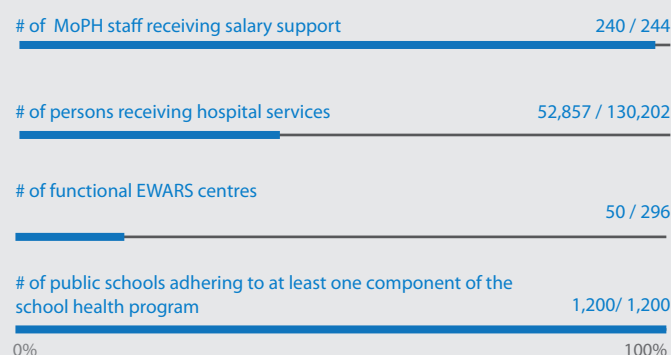 # of  MoPH staff receiving salary support 240 / 244
# of persons receiving hospital services 52,857 / 130,202
# of functional EWARS centres
50 / 296
# of public schools adhering to at least one component of the
school health program 1,200/ 1,200
0% 100%